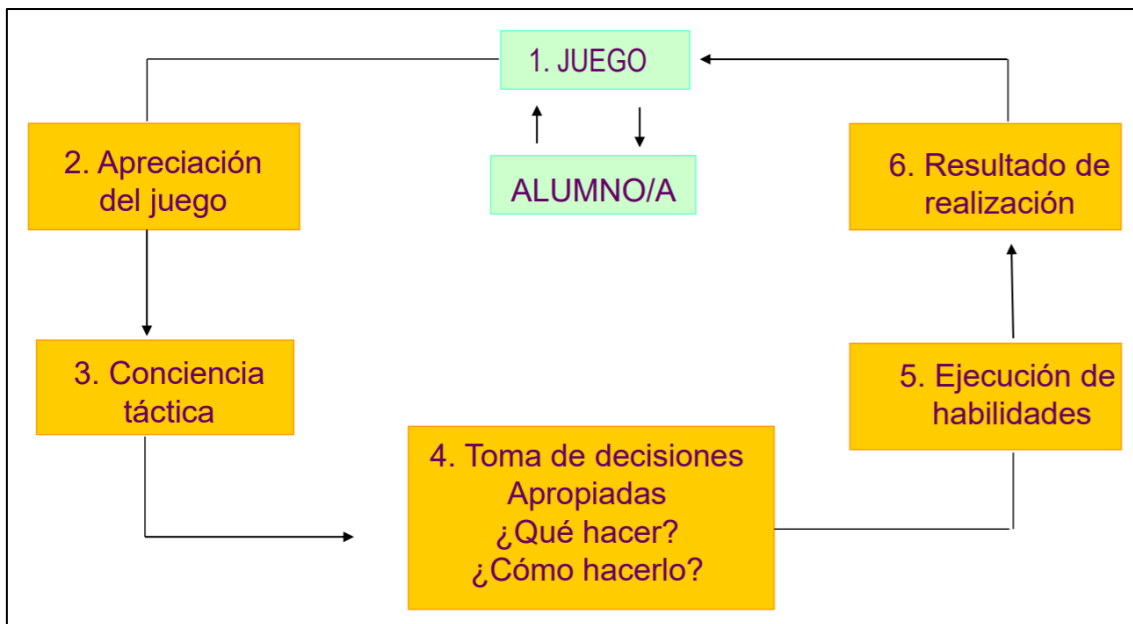 1. JUEGO
ALUMNO/A
2. Apreciación
del juego
3. Conciencia
táctica
4. Toma de decisiones
Apropiadas
¿Qué hacer?
¿Cómo hacerlo?
5. Ejecución de
habilidades
6. Resultado de
realización